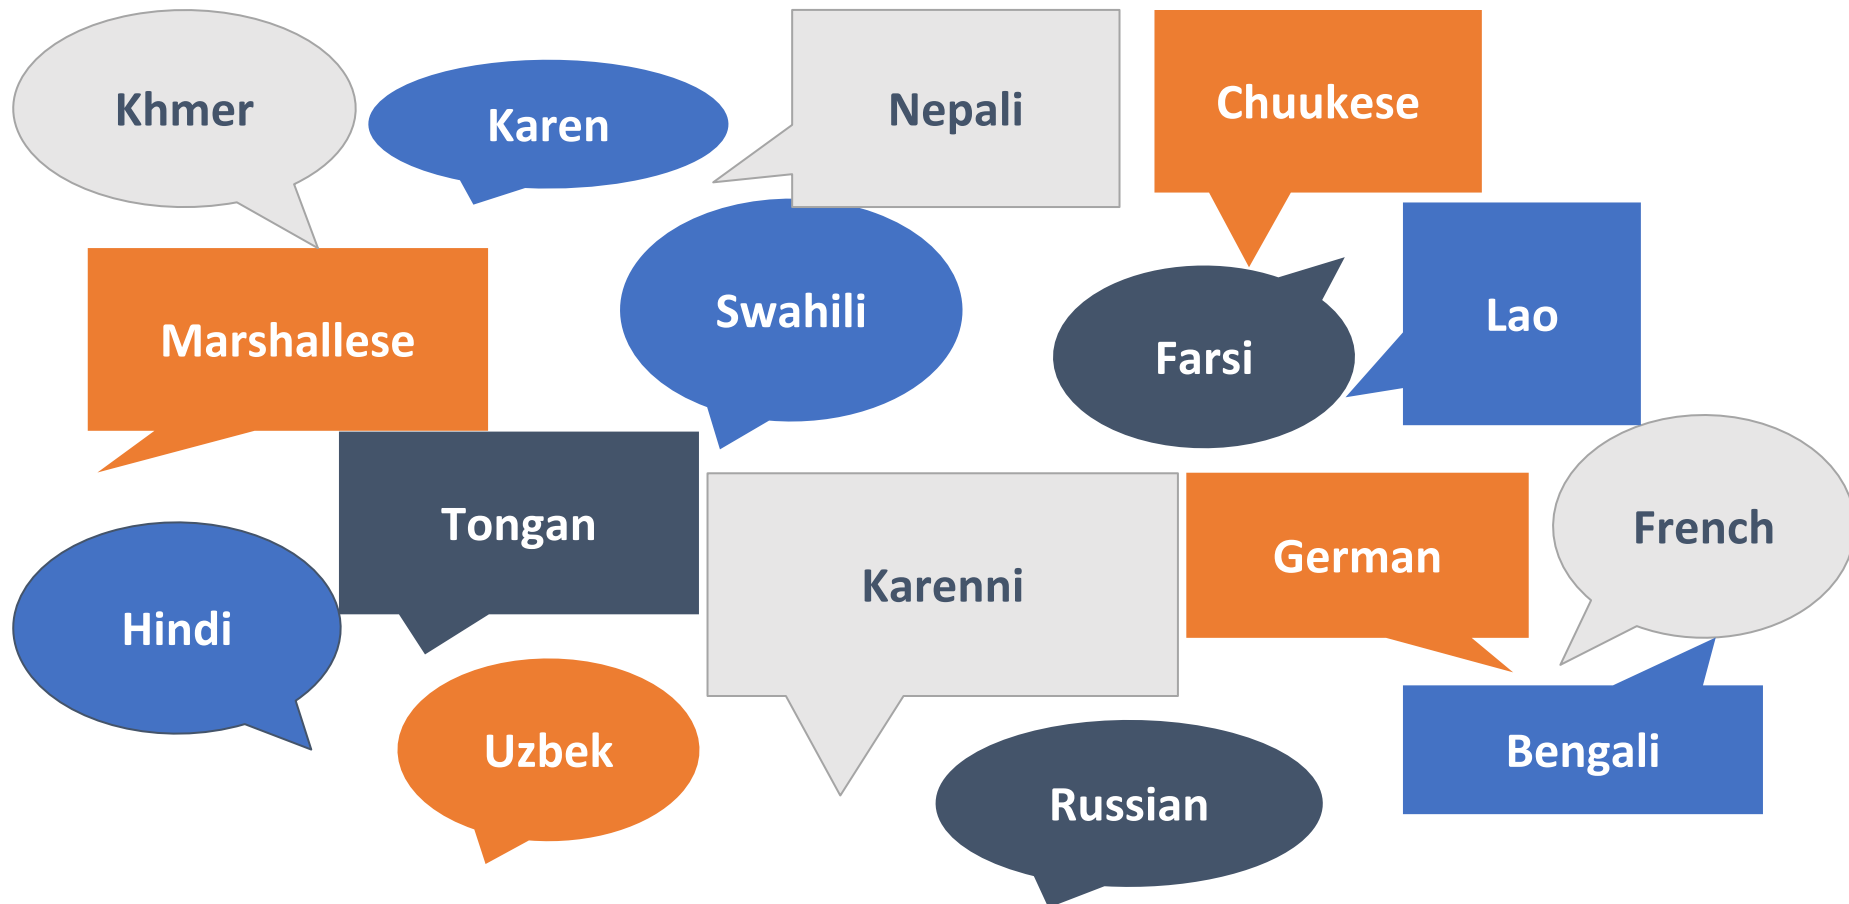 Khmer
Karen
Nepali
Chuukese
Marshallese
Swahili
Farsi
Lao
Tongan
Karenni
German
French
Hindi
Uzbek
Russian
Bengali